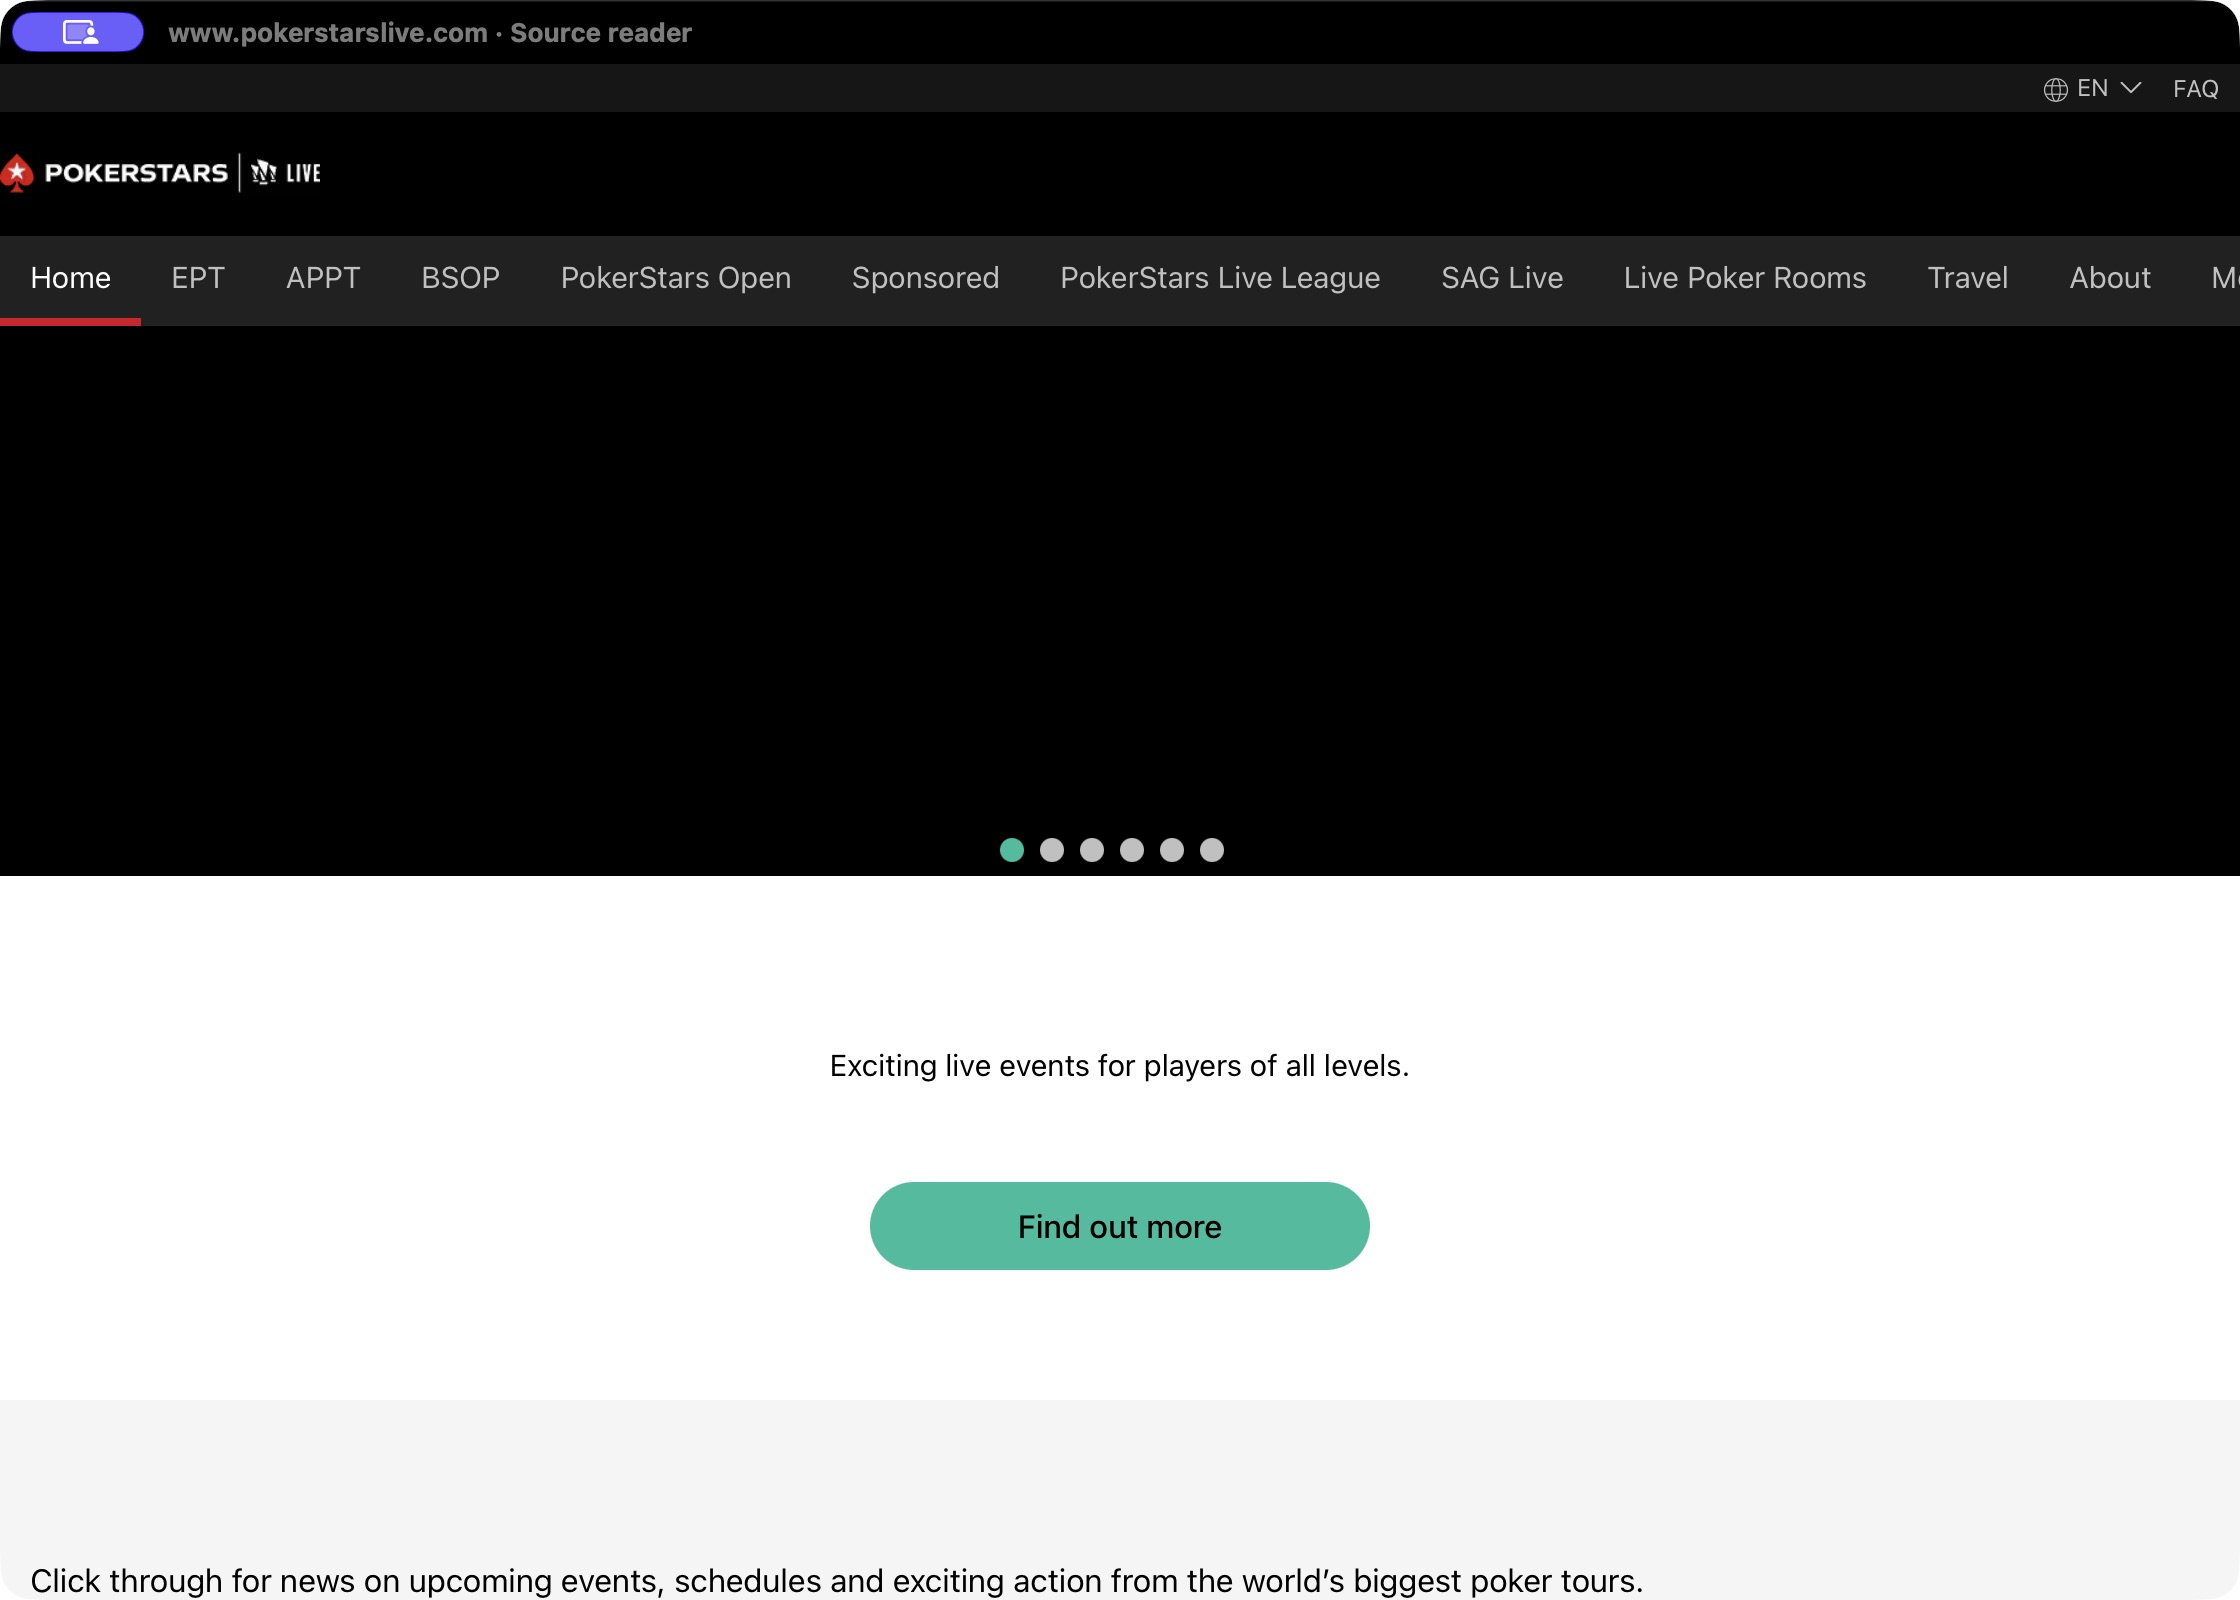 www.pokerstarslive.com · Source reader
EN FAQ
POKERSTARS LIVE
Home EPT APPT BSOP PokerStars Open Sponsored PokerStars Live League SAG Live Live Poker Rooms Travel About
Exciting live events for players of all levels.
Find out more
Click through for news on upcoming events, schedules and exciting action from the world’s biggest poker tours.